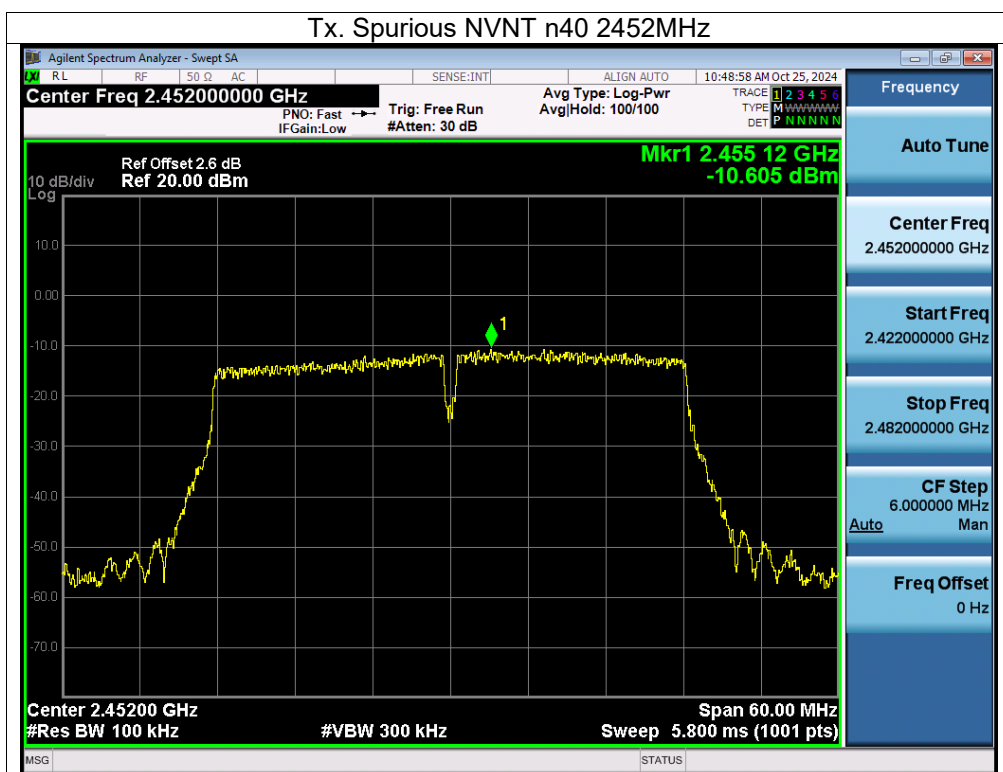 Tx. Spurious NVNT n40 2452MHz
Agilent Spectrum Analyzer - Swept SA
LXI RL RF 50 Ω AC SENSE:INT ALIGN AUTO 10:48:58 AM Oct 25, 2024
Center Freq 2.452000000 GHz
PNO: Fast
IFGain:Low
Trig: Free Run
#Atten: 30 dB
Avg Type: Log-Pwr
Avg|Hold: 100/100
TRACE 1 2 3 4 5 6
TYPE M WWWWW
DET P N N N N N
Mkr1 2.455 12 GHz
-10.605 dBm
Ref Offset 2.6 dB
10 dB/div Ref 20.00 dBm
Log
10.0
0.00
1
-10.0
-20.0
-30.0
-40.0
-50.0
-60.0
-70.0
Center 2.45200 GHz Span 60.00 MHz
#Res BW 100 kHz #VBW 300 kHz Sweep 5.800 ms (1001 pts)
MSG STATUS
Frequency
Auto Tune
Center Freq
2.452000000 GHz
Start Freq
2.422000000 GHz
Stop Freq
2.482000000 GHz
CF Step
6.000000 MHz
Auto Man
Freq Offset
0 Hz